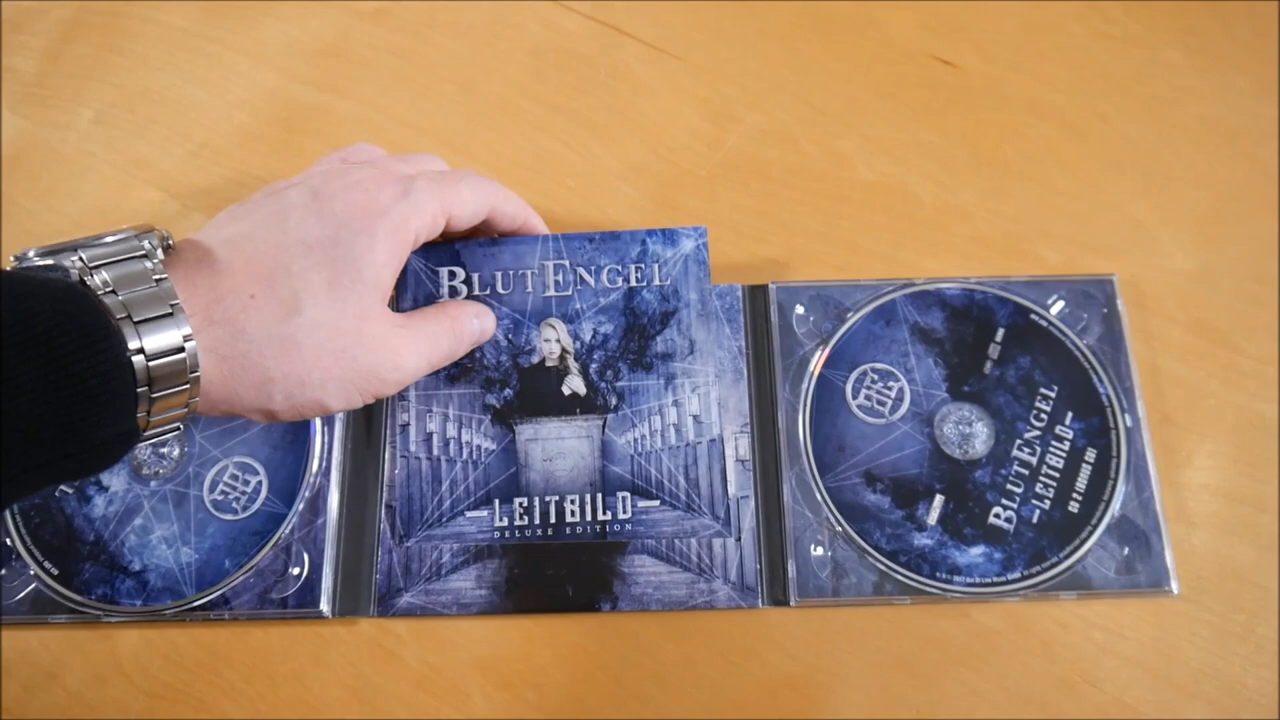 BLUTENGEL
-LEITBILD-
DELUXE EDITION
BLUTENGEL
-LEITBILD-
CD 2 (BONUS CD)